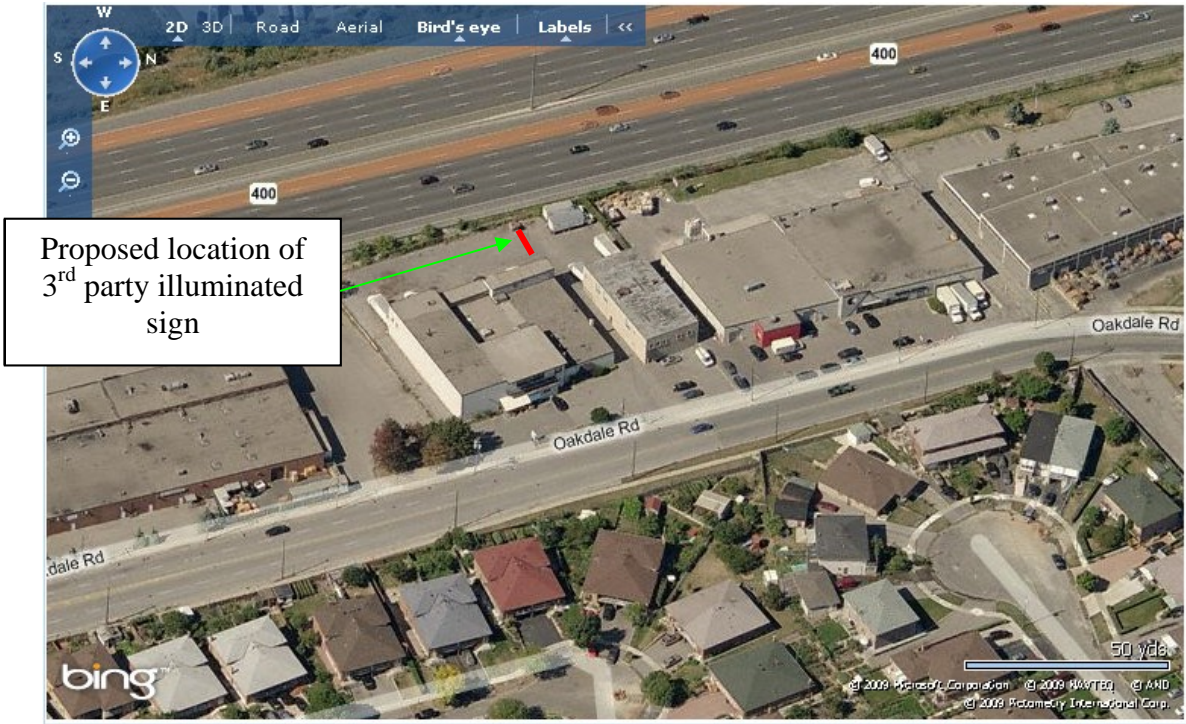 W
2D 3D Road Aerial Bird's eye Labels <<
S N
E
400
400
Proposed location of
3rd party illuminated
sign
Oakdale Rd
Oakdale Rd
dale Rd
50 yds
bing™
© 2009 Microsoft Corporation © 2009 NAVTEQ © AND
© 2009 Pictometry International Corp.